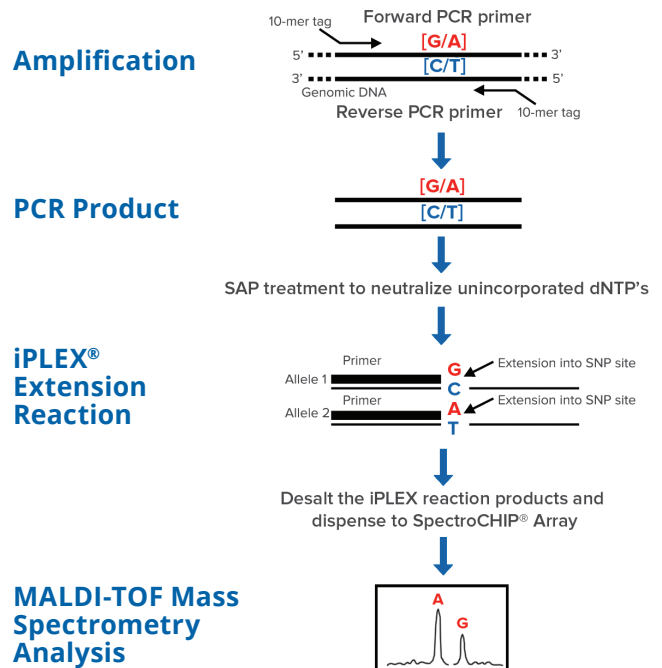 Forward PCR primer
10-mer tag
[G/A]
Amplification
5’
3’
[C/T]
3’
5’
Genomic DNA
Reverse PCR primer
10-mer tag
[G/A]
PCR Product
[C/T]
SAP treatment to neutralize unincorporated dNTP’s
iPLEX®
Extension
Reaction
Primer
G
Extension into SNP site
Allele 1
C
Primer
A
Extension into SNP site
Allele 2
T
Desalt the iPLEX reaction products and
dispense to SpectroCHIP® Array
MALDI-TOF Mass
Spectrometry
Analysis
A
G